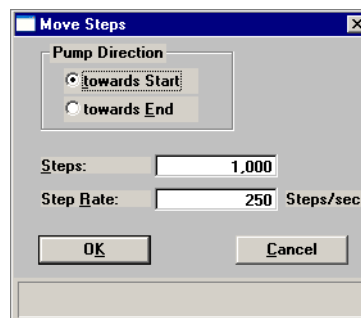 Move Steps
Pump Direction
towards Start
towards End
Steps: 1,000
Step Rate: 250 Steps/sec
OK Cancel